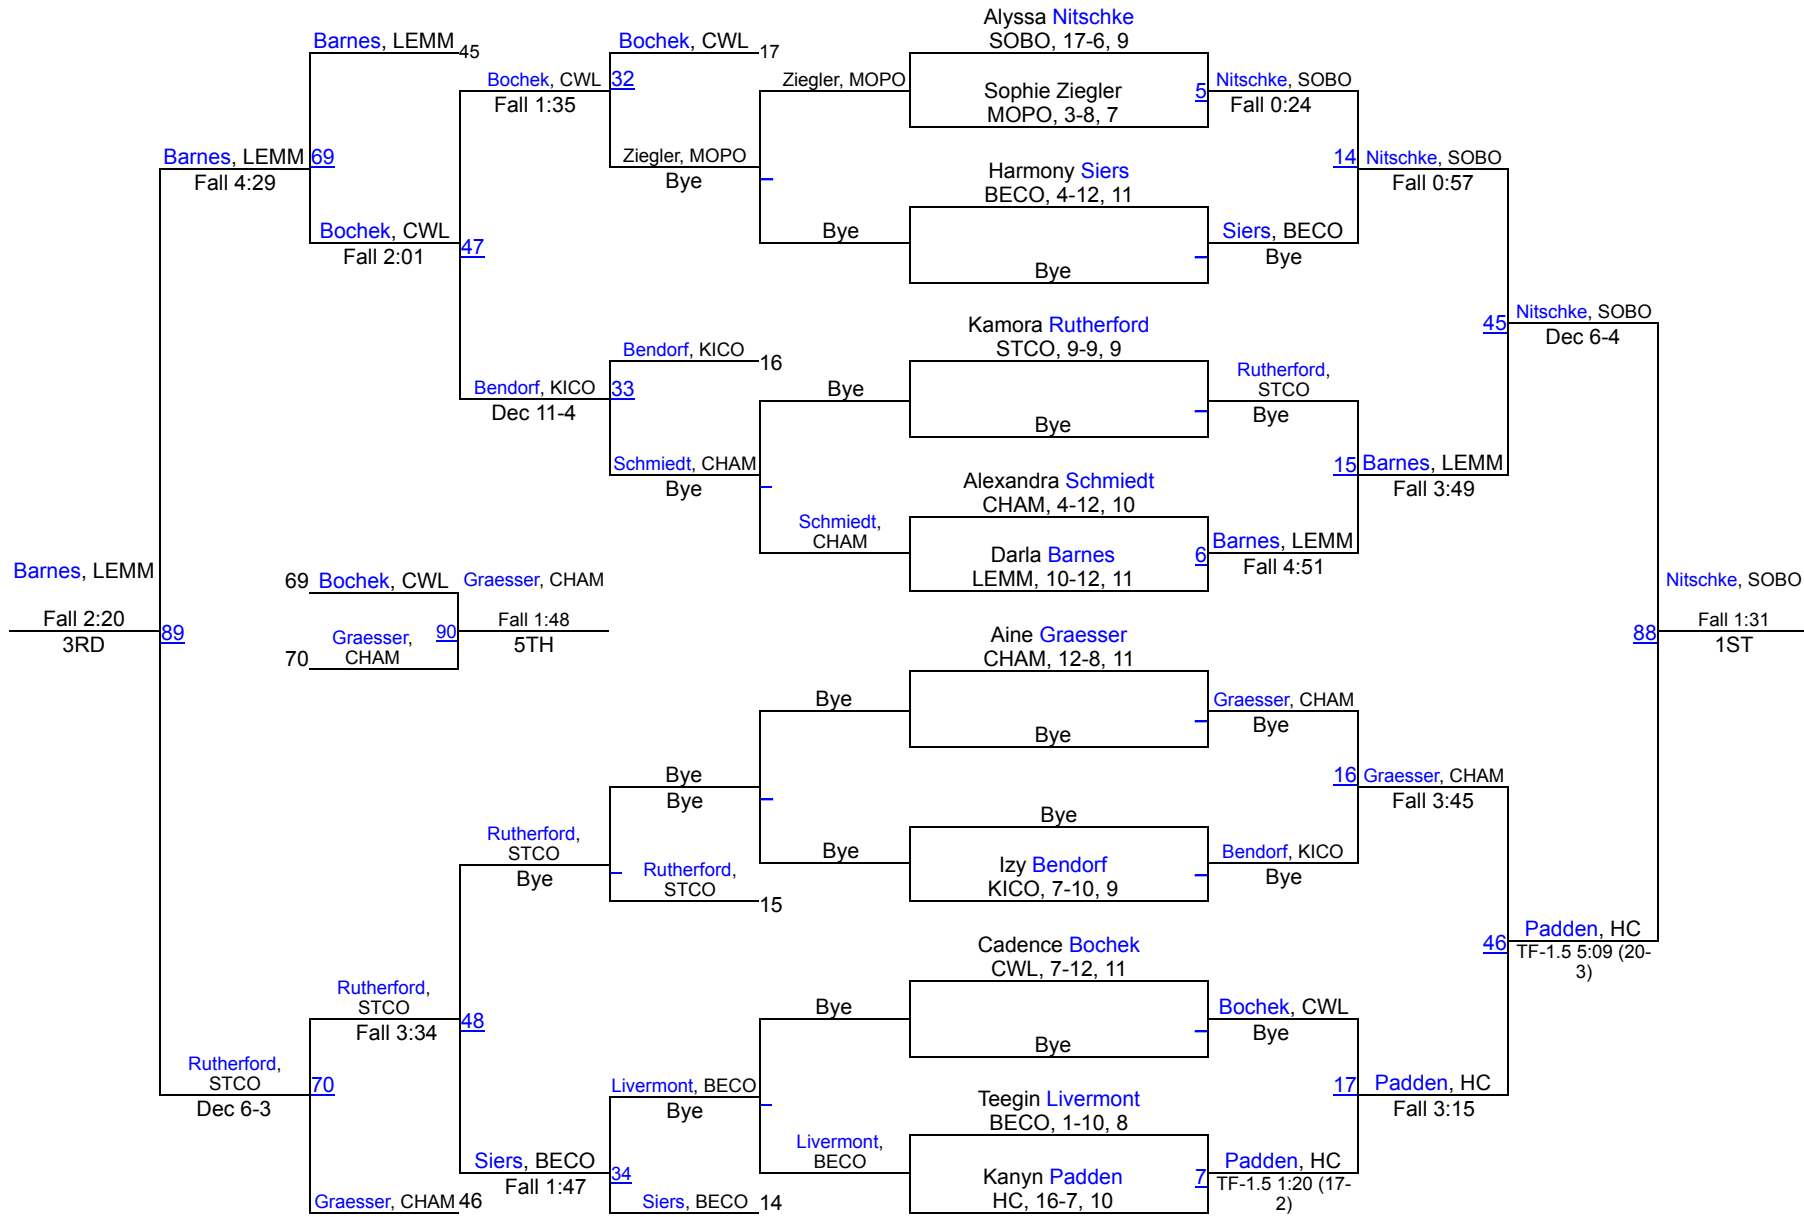 Alyssa Nitschke
SOBO, 17-6, 9
Sophie Ziegler
MOPO, 3-8, 7
5
Harmony Siers
BECO, 4-12, 11
Bye
Kamora Rutherford
STCO, 9-9, 9
Bye
Alexandra Schmiedt
CHAM, 4-12, 10
Darla Barnes
LEMM, 10-12, 11
6
Aine Graesser
CHAM, 12-8, 11
Bye
Bye
Izy Bendorf
KICO, 7-10, 9
Cadence Bochek
CWL, 7-12, 11
Bye
Teegin Livermont
BECO, 1-10, 8
Kanyn Padden
HC, 16-7, 10
7
Nitschke, SOBO
Fall 0:24
14
Siers, BECO
Bye
Rutherford,
STCO
Bye
15
Barnes, LEMM
Fall 4:51
Graesser, CHAM
Bye
16
Bendorf, KICO
Bye
Bochek, CWL
Bye
17
Padden, HC
TF-1.5 1:20 (17-
2)
Nitschke, SOBO
Fall 0:57
45
Barnes, LEMM
Fall 3:49
Graesser, CHAM
Fall 3:45
46
Padden, HC
Fall 3:15
Nitschke, SOBO
Dec 6-4
88
Padden, HC
TF-1.5 5:09 (20-
3)
Nitschke, SOBO
Fall 1:31
1ST
Ziegler, MOPO
Bye
Bye
Schmiedt,
CHAM
Bye
Bye
Bye
Livermont,
BECO
Bochek, CWL 17
32
Ziegler, MOPO
Bye
Bendorf, KICO 16
33
Schmiedt, CHAM
Bye
Bye
Bye
Rutherford,
STCO
15
Livermont, BECO
Bye
34
Siers, BECO 14
Bochek, CWL
Fall 1:35
47
Bendorf, KICO
Dec 11-4
Rutherford,
STCO
Bye
48
Siers, BECO
Fall 1:47
Barnes, LEMM 45
69
Bochek, CWL
Fall 2:01
Rutherford,
STCO
Fall 3:34
70
Graesser, CHAM 46
Barnes, LEMM
Fall 4:29
89
Rutherford,
STCO
Dec 6-3
Barnes, LEMM
Fall 2:20
3RD
69 Bochek, CWL
90
Graesser,
CHAM
70
Graesser, CHAM
Fall 1:48
5TH